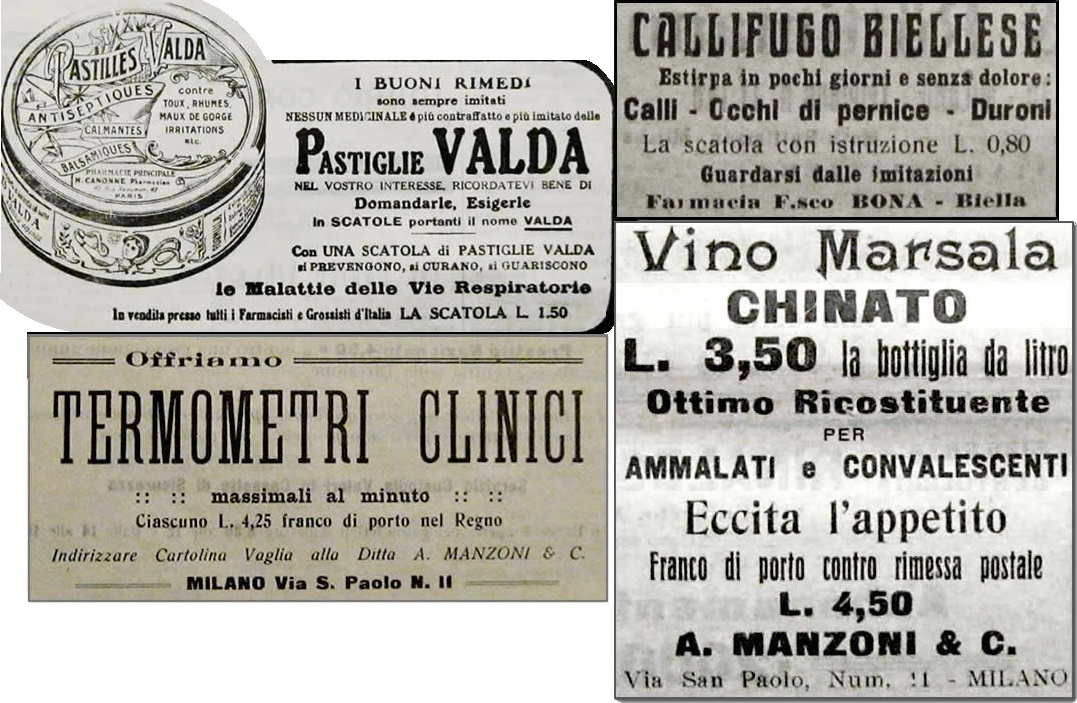 PASTILLES VALDA
ANTISEPTIQUES
CALMANTES
BALSAMIQUES
contre
TOUX, RHUMES,
MAUX DE GORGE
IRRITATIONS
etc.
PHARMACIE PRINCIPALE
H. CANONNE Pharmacien
PARIS
VALDA
I BUONI RIMEDI
sono sempre imitati
NESSUN MEDICINALE è più contraffatto e più imitato delle
PASTIGLIE VALDA
NEL VOSTRO INTERESSE, RICORDATEVI BENE DI
Domandarle, Esigerle
in SCATOLE portanti il nome VALDA
Con UNA SCATOLA di PASTIGLIE VALDA
si PREVENGONO, si CURANO, si GUARISCONO
le Malattie delle Vie Respiratorie
In vendita presso tutti i Farmacisti e Grossisti d'Italia LA SCATOLA L. 1.50
CALLIFUGO BIELLESE
Estirpa in pochi giorni e senza dolore:
Calli - Occhi di pernice - Duroni
La scatola con istruzione L. 0,80
Guardarsi dalle imitazioni
Farmacia F.sco BONA - Biella
Offriamo
TERMOMETRI CLINICI
:: :: massimali al minuto :: ::
Ciascuno L. 4,25 franco di porto nel Regno
Indirizzare Cartolina Vaglia alla Ditta A. MANZONI & C.
MILANO Via S. Paolo N. 11
Vino Marsala
CHINATO
L. 3,50 la bottiglia da litro
Ottimo Ricostituente
PER
AMMALATI e CONVALESCENTI
Eccita l'appetito
Franco di porto contro rimessa postale
L. 4,50
A. MANZONI & C.
Via San Paolo, Num. 11 - MILANO